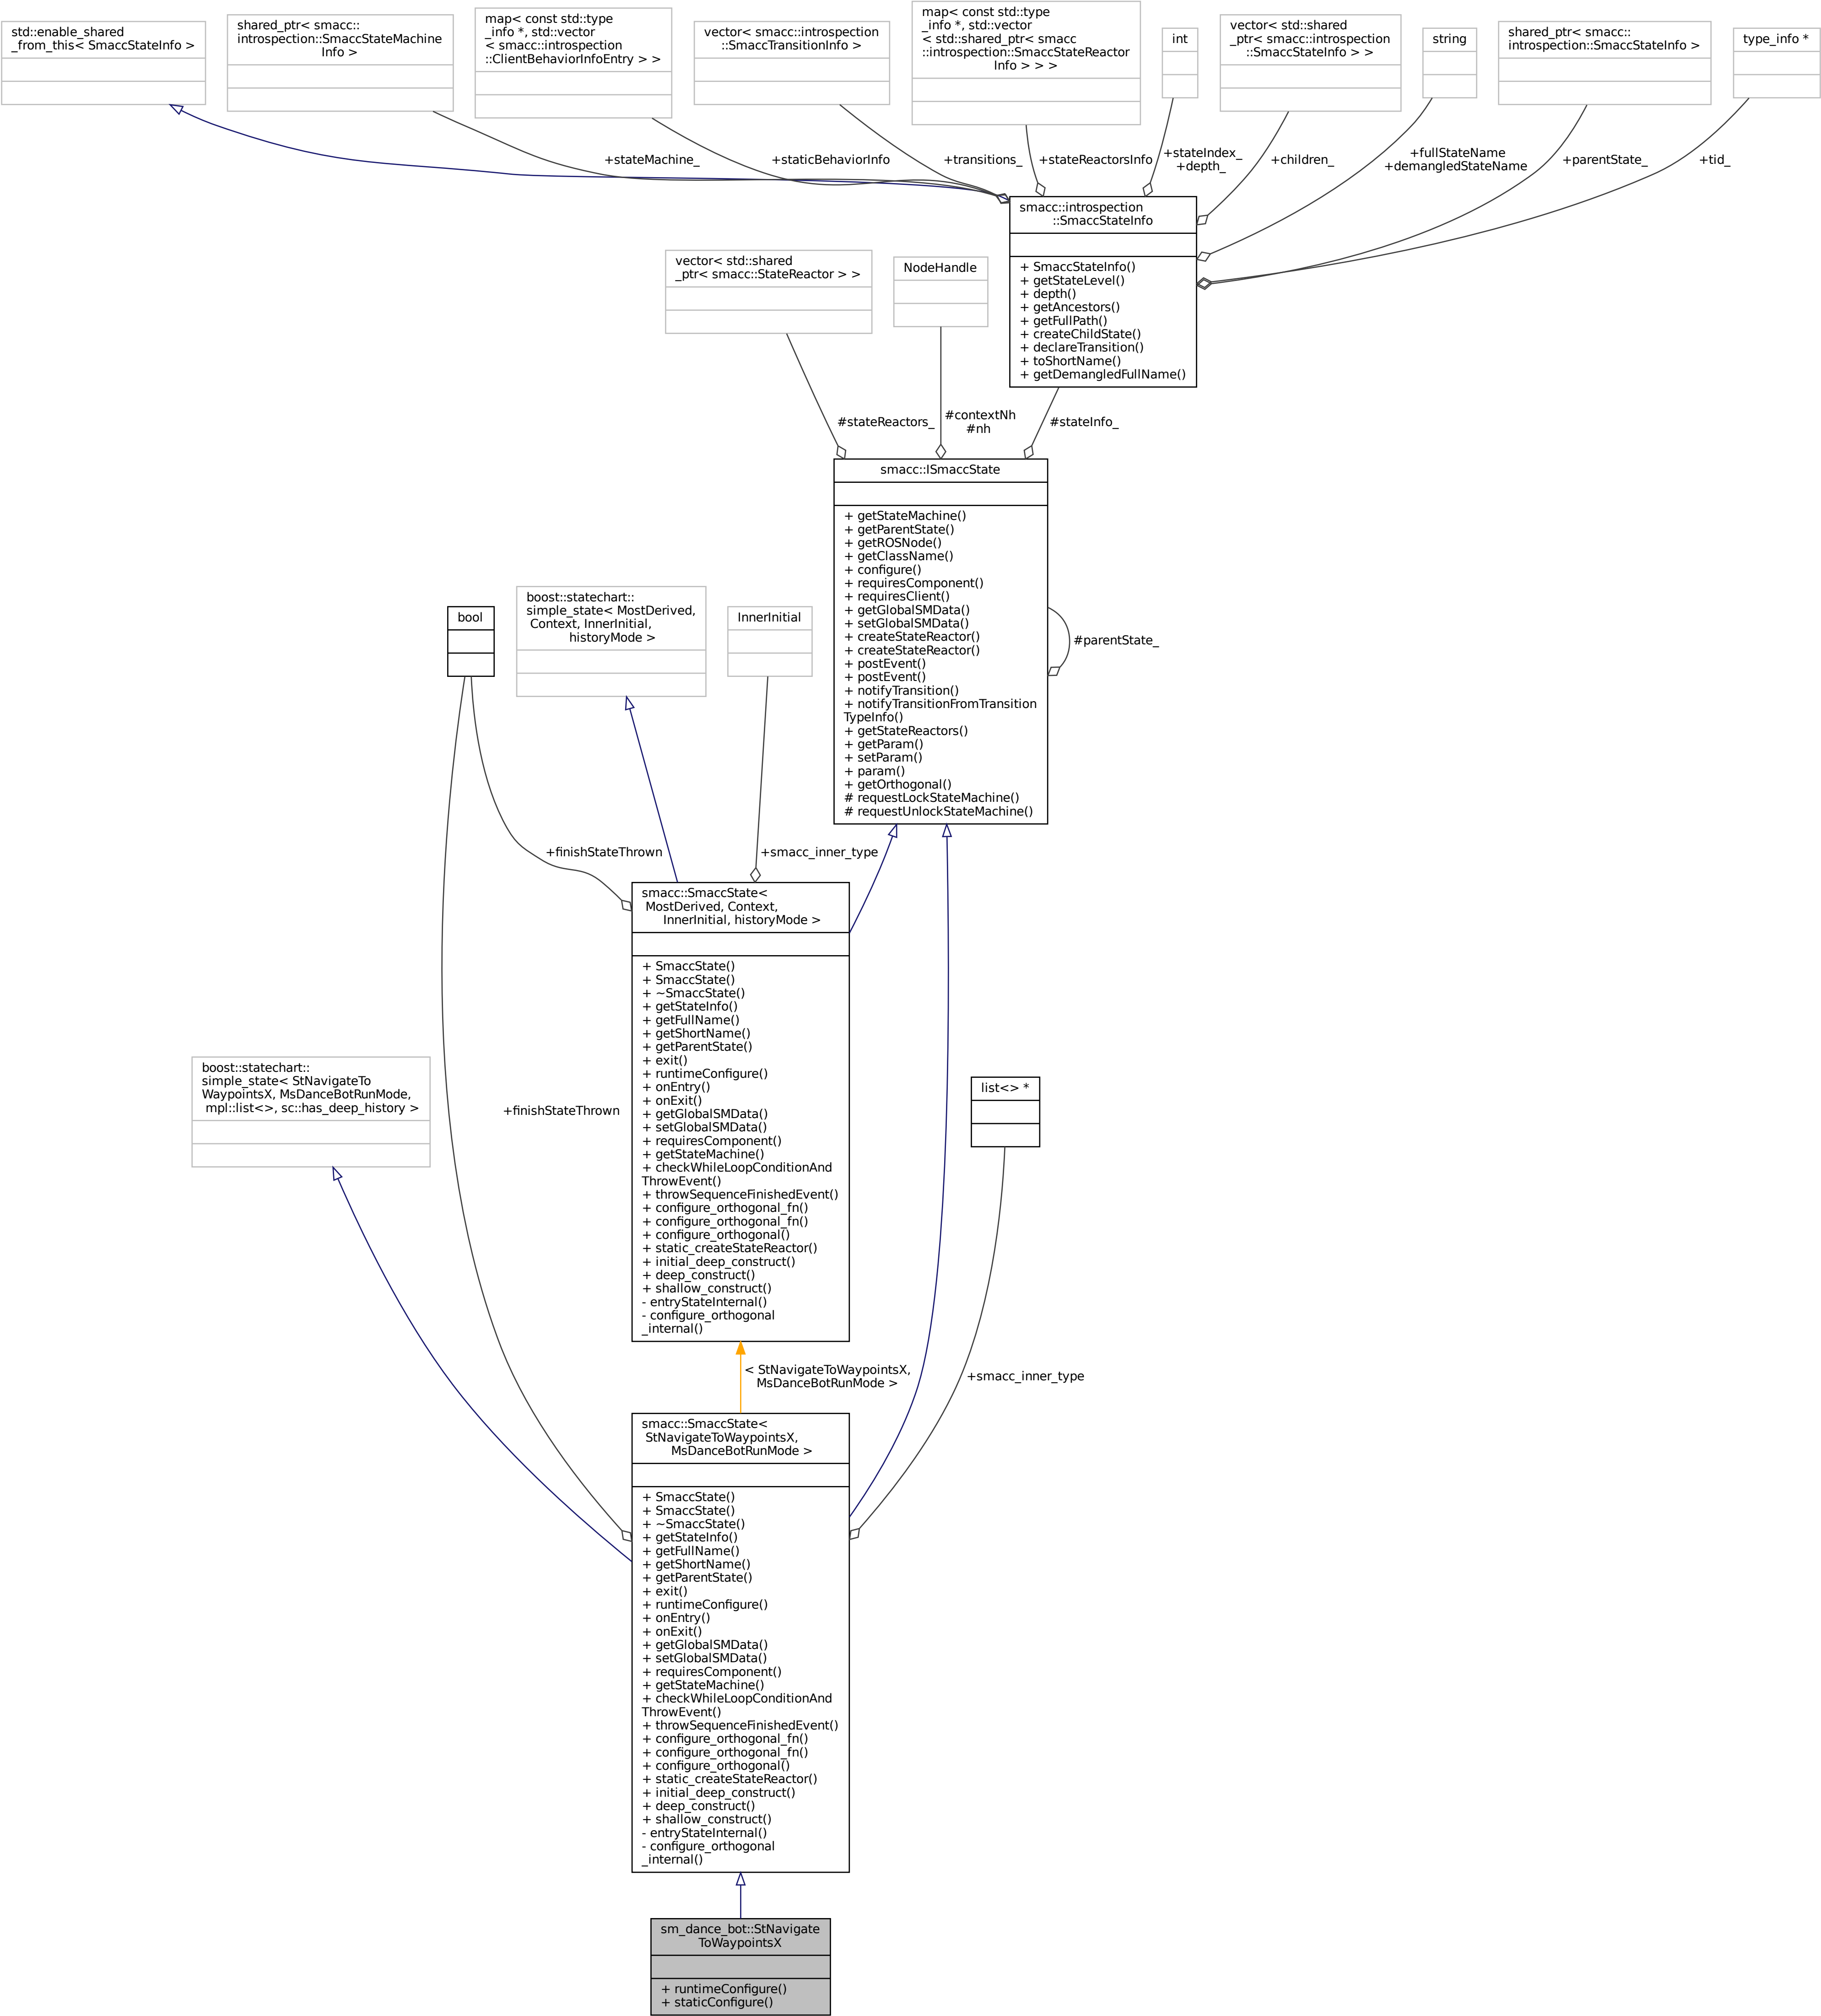 std::enable_shared
_from_this< SmaccStateInfo >
shared_ptr< smacc::
introspection::SmaccStateMachine
Info >
map< const std::type
_info *, std::vector
< smacc::introspection
::ClientBehaviorInfoEntry > >
vector< smacc::introspection
::SmaccTransitionInfo >
map< const std::type
_info *, std::vector
< std::shared_ptr< smacc
::introspection::SmaccStateReactor
Info > > >
int
vector< std::shared
_ptr< smacc::introspection
::SmaccStateInfo > >
string
shared_ptr< smacc::
introspection::SmaccStateInfo >
type_info *
+stateMachine_
+staticBehaviorInfo
+transitions_
+stateReactorsInfo
+stateIndex_
+depth_
+children_
+fullStateName
+demangledStateName
+parentState_
+tid_
smacc::introspection
::SmaccStateInfo
+ SmaccStateInfo()
+ getStateLevel()
+ depth()
+ getAncestors()
+ getFullPath()
+ createChildState()
+ declareTransition()
+ toShortName()
+ getDemangledFullName()
vector< std::shared
_ptr< smacc::StateReactor > >
NodeHandle
#stateReactors_
#contextNh
#nh
#stateInfo_
smacc::ISmaccState
+ getStateMachine()
+ getParentState()
+ getROSNode()
+ getClassName()
+ configure()
+ requiresComponent()
+ requiresClient()
+ getGlobalSMData()
+ setGlobalSMData()
+ createStateReactor()
+ createStateReactor()
+ postEvent()
+ postEvent()
+ notifyTransition()
+ notifyTransitionFromTransition
TypeInfo()
+ getStateReactors()
+ getParam()
+ setParam()
+ param()
+ getOrthogonal()
# requestLockStateMachine()
# requestUnlockStateMachine()
#parentState_
bool
boost::statechart::
simple_state< MostDerived,
Context, InnerInitial,
historyMode >
InnerInitial
+finishStateThrown
+smacc_inner_type
smacc::SmaccState<
MostDerived, Context,
InnerInitial, historyMode >
+ SmaccState()
+ SmaccState()
+ ~SmaccState()
+ getStateInfo()
+ getFullName()
+ getShortName()
+ getParentState()
+ exit()
+ runtimeConfigure()
+ onEntry()
+ onExit()
+ getGlobalSMData()
+ setGlobalSMData()
+ requiresComponent()
+ getStateMachine()
+ checkWhileLoopConditionAnd
ThrowEvent()
+ throwSequenceFinishedEvent()
+ configure_orthogonal_fn()
+ configure_orthogonal_fn()
+ configure_orthogonal()
+ static_createStateReactor()
+ initial_deep_construct()
+ deep_construct()
+ shallow_construct()
- entryStateInternal()
- configure_orthogonal
_internal()
boost::statechart::
simple_state< StNavigateTo
WaypointsX, MsDanceBotRunMode,
mpl::list<>, sc::has_deep_history >
+finishStateThrown
list<> *
< StNavigateToWaypointsX,
MsDanceBotRunMode >
+smacc_inner_type
smacc::SmaccState<
StNavigateToWaypointsX,
MsDanceBotRunMode >
+ SmaccState()
+ SmaccState()
+ ~SmaccState()
+ getStateInfo()
+ getFullName()
+ getShortName()
+ getParentState()
+ exit()
+ runtimeConfigure()
+ onEntry()
+ onExit()
+ getGlobalSMData()
+ setGlobalSMData()
+ requiresComponent()
+ getStateMachine()
+ checkWhileLoopConditionAnd
ThrowEvent()
+ throwSequenceFinishedEvent()
+ configure_orthogonal_fn()
+ configure_orthogonal_fn()
+ configure_orthogonal()
+ static_createStateReactor()
+ initial_deep_construct()
+ deep_construct()
+ shallow_construct()
- entryStateInternal()
- configure_orthogonal
_internal()
sm_dance_bot::StNavigate
ToWaypointsX
+ runtimeConfigure()
+ staticConfigure()